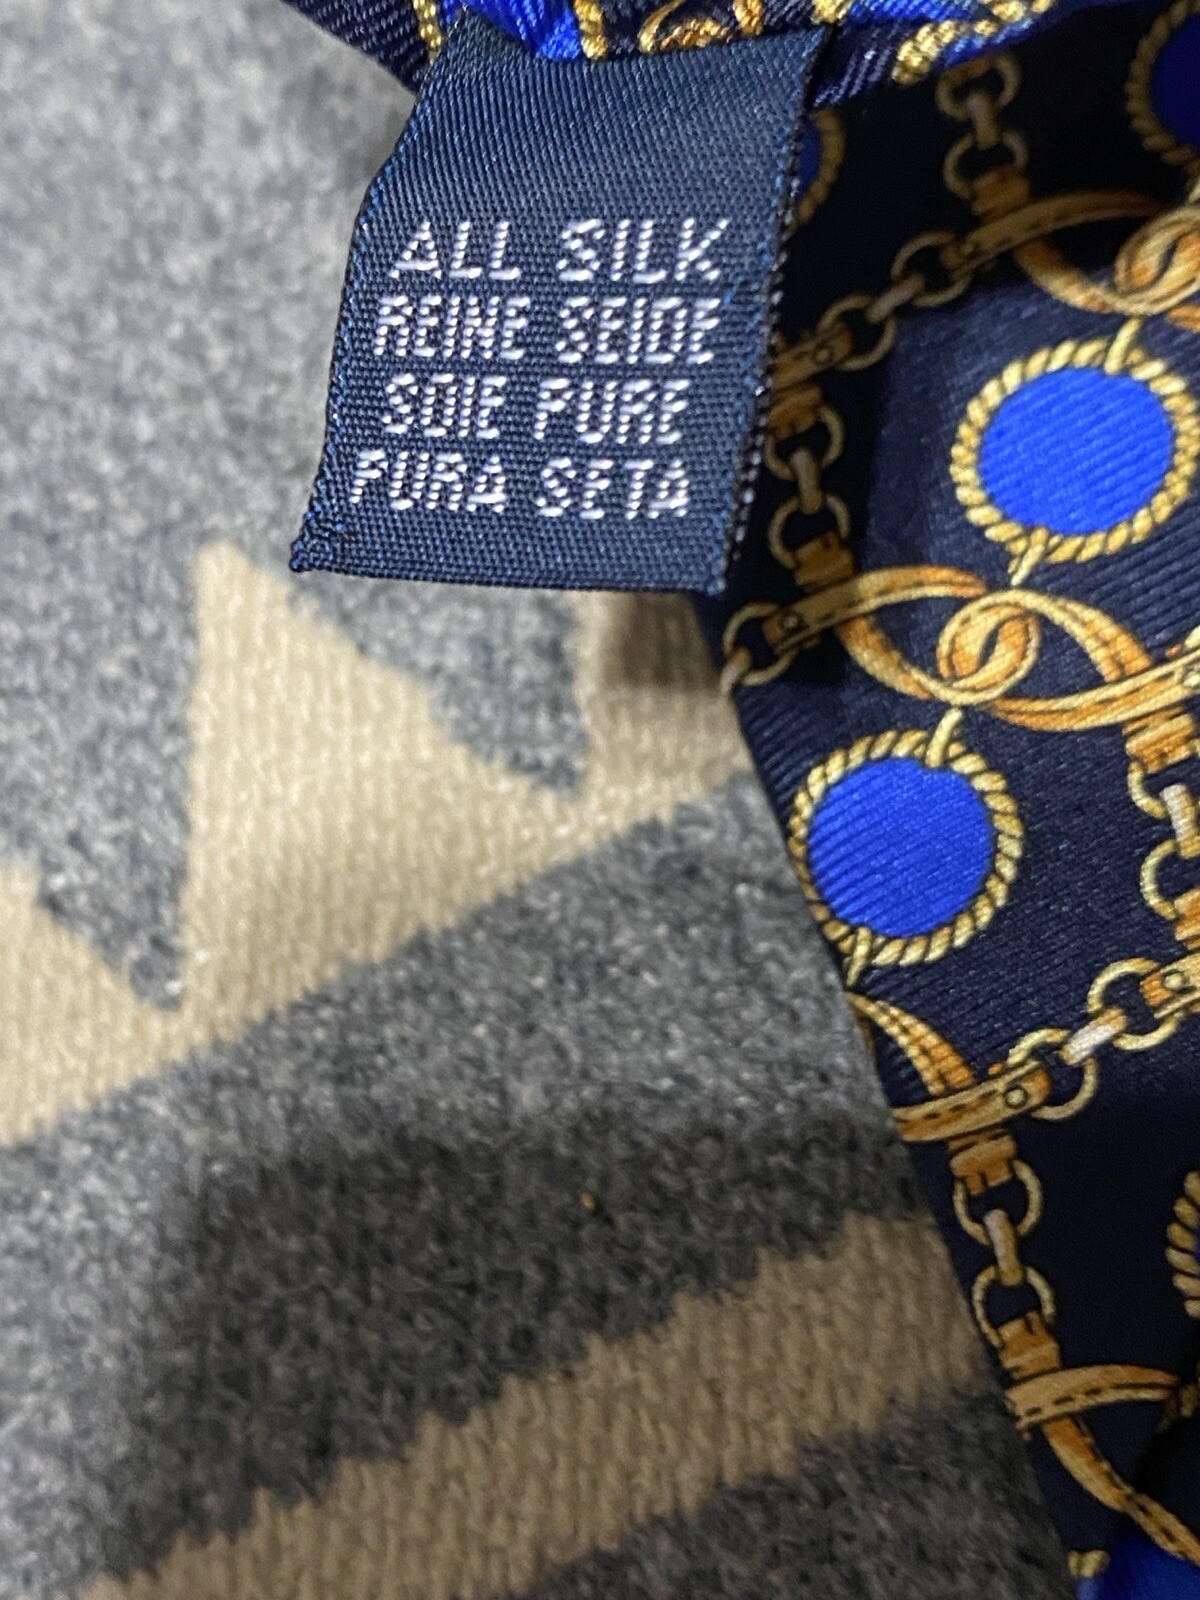 ALL SILK
REINE SEIDE
SOIE PURE
PURA SETA